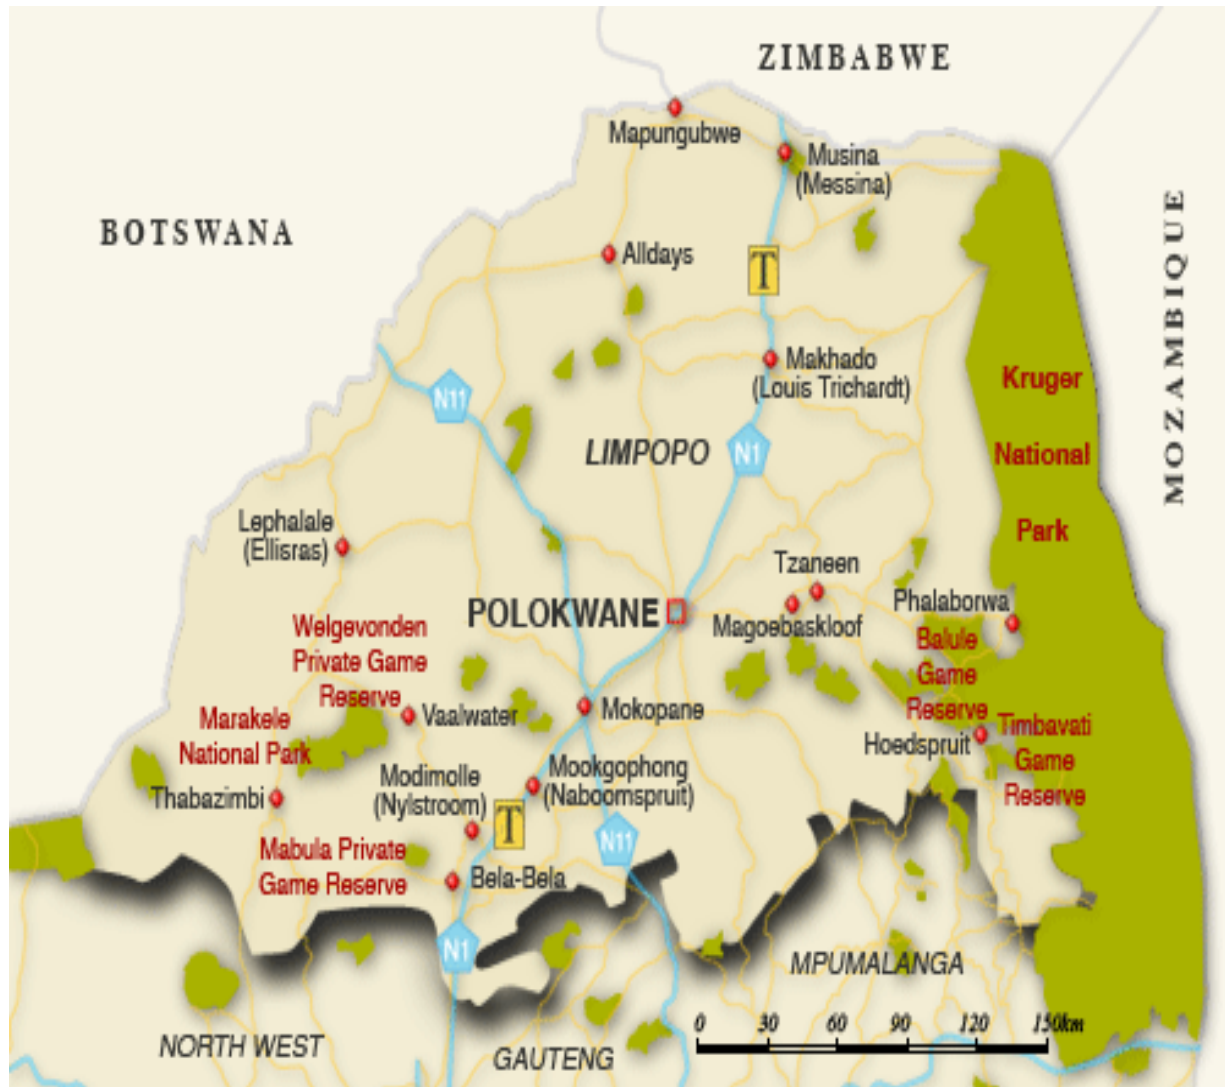 ZIMBABWE
Mapungubwe
Musina
(Messina)
BOTSWANA
MOZAMBIQUE
Alldays
T
Makhado
(Louis Trichardt)
Kruger
National
Park
N11
LIMPOPO
N1
Lephalale
(Ellisras)
Tzaneen
POLOKWANE
Magoebaskloof
Phalaborwa
Balule
Game
Reserve
Welgevonden
Private Game
Reserve
Vaalwater
Mokopane
Marakele
National Park
Hoedspruit
Timbavati
Game
Reserve
Thabazimbi
Modimolle
(Nylstroom)
Mookgophong
(Naboomspruit)
T
N11
Mabula Private
Game Reserve
Bela-Bela
N1
MPUMALANGA
NORTH WEST
GAUTENG
0 30 60 90 120 150km